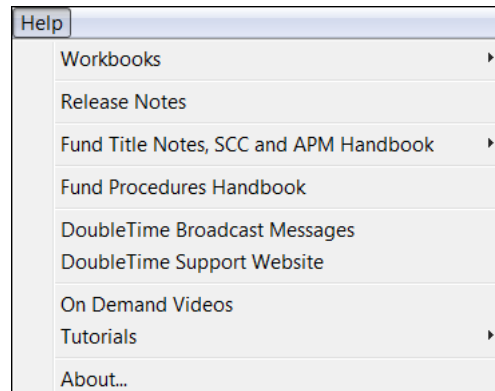 Help
Workbooks
Release Notes
Fund Title Notes, SCC and APM Handbook
Fund Procedures Handbook
DoubleTime Broadcast Messages
DoubleTime Support Website
On Demand Videos
Tutorials
About...